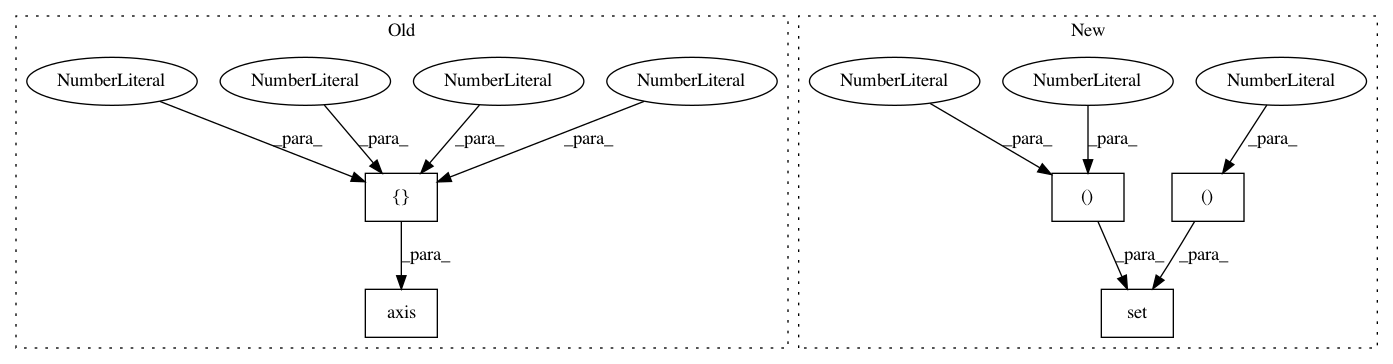 Old New
NumberLiteral NumberLiteral NumberLiteral NumberLiteral NumberLiteral NumberLiteral NumberLiteral
_para_ _para_ _para_ _para_ _para_ _para_ _para_
{} () ()
_para_ _para_ _para_
axis set